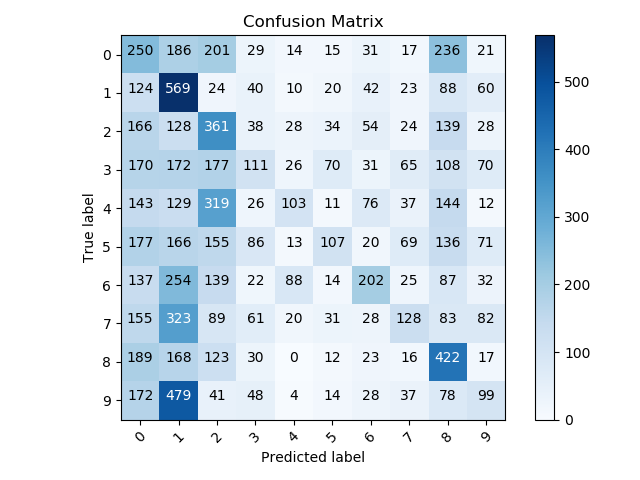 Confusion Matrix
0 250 186 201 29 14 15 31 17 236 21
1 124 569 24 40 10 20 42 23 88 60
2 166 128 361 38 28 34 54 24 139 28
3 170 172 177 111 26 70 31 65 108 70
4 143 129 319 26 103 11 76 37 144 12
5 177 166 155 86 13 107 20 69 136 71
6 137 254 139 22 88 14 202 25 87 32
7 155 323 89 61 20 31 28 128 83 82
8 189 168 123 30 0 12 23 16 422 17
9 172 479 41 48 4 14 28 37 78 99
0 1 2 3 4 5 6 7 8 9
True label
Predicted label
500
400
300
200
100
0